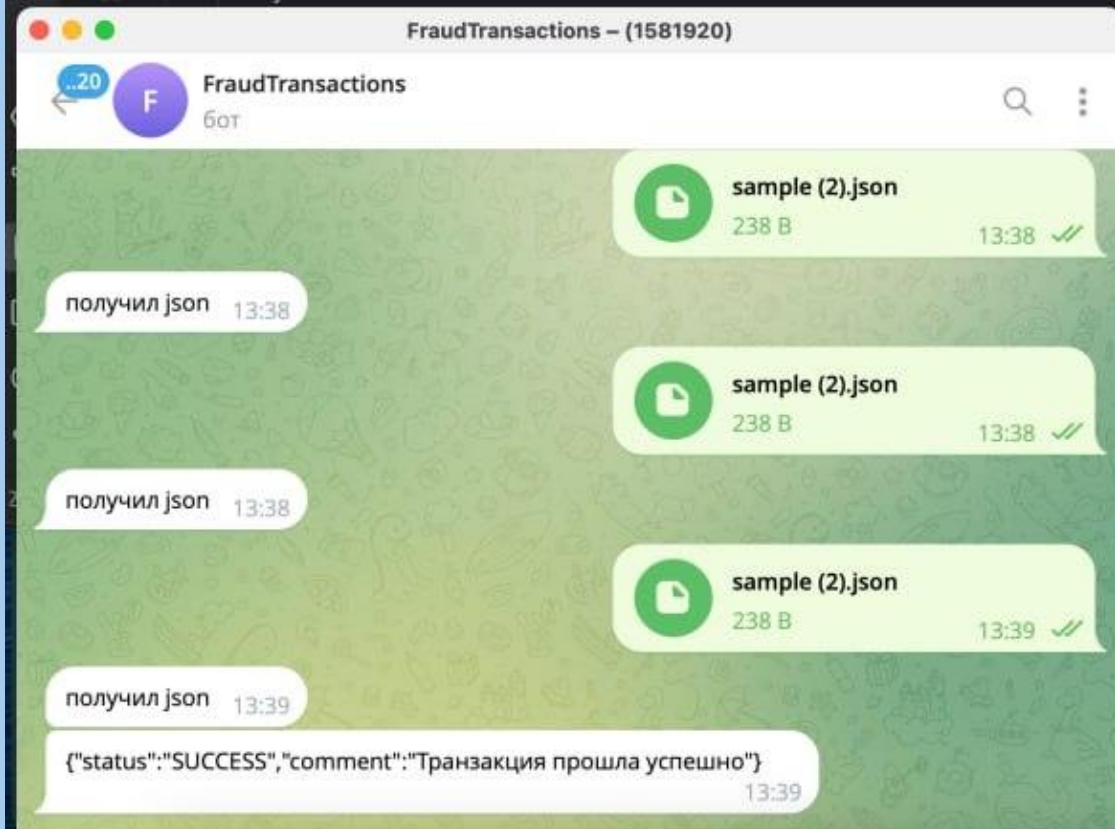 FraudTransactions – (1581920)
..20
F
FraudTransactions
бот
sample (2).json
238 B
13:38
получил json 13:38
sample (2).json
238 B
13:38
получил json 13:38
sample (2).json
238 B
13:39
получил json 13:39
{"status":"SUCCESS","comment":"Транзакция прошла успешно"}
13:39